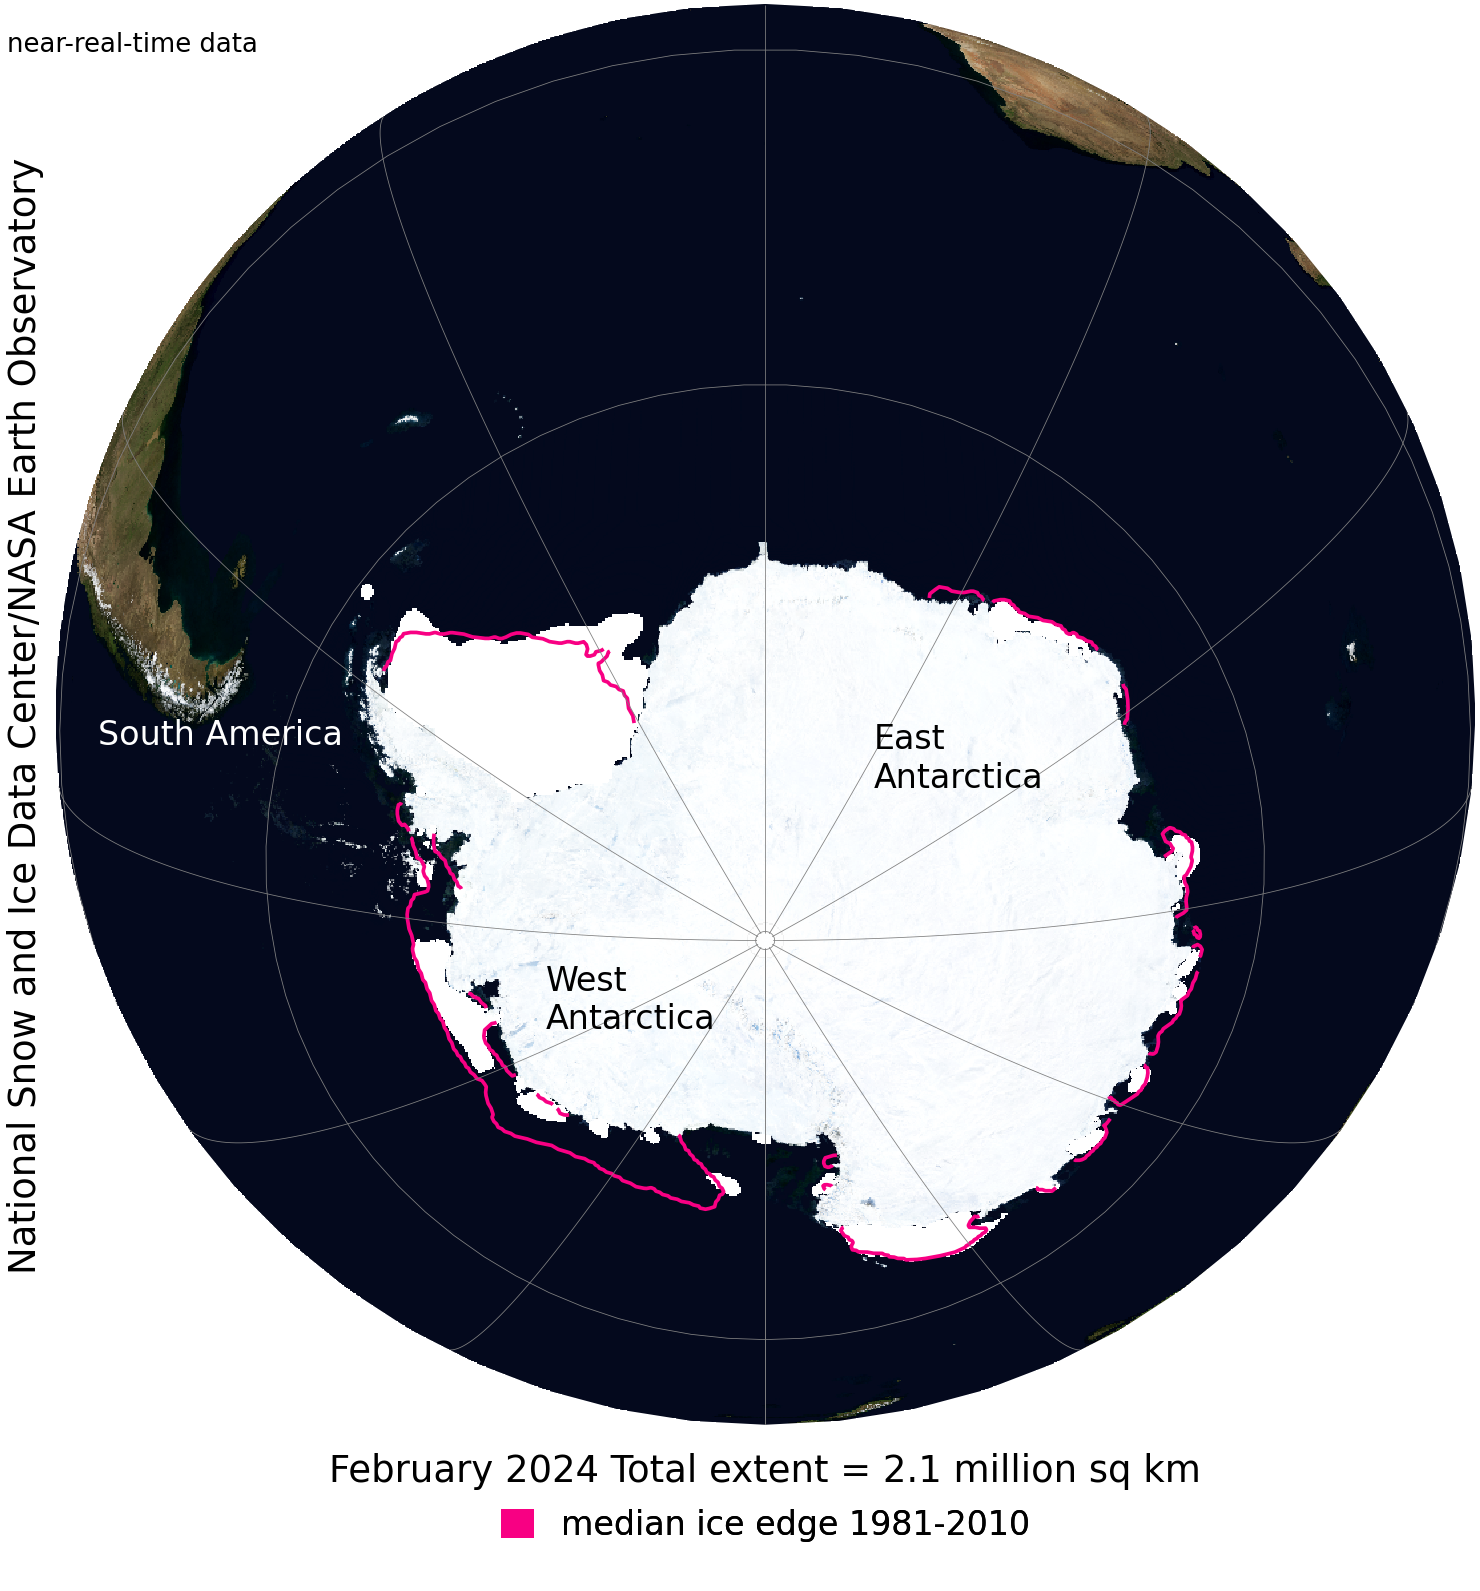 near-real-time data
National Snow and Ice Data Center/NASA Earth Observatory
South America
East
Antarctica
West
Antarctica
February 2024 Total extent = 2.1 million sq km
median ice edge 1981-2010